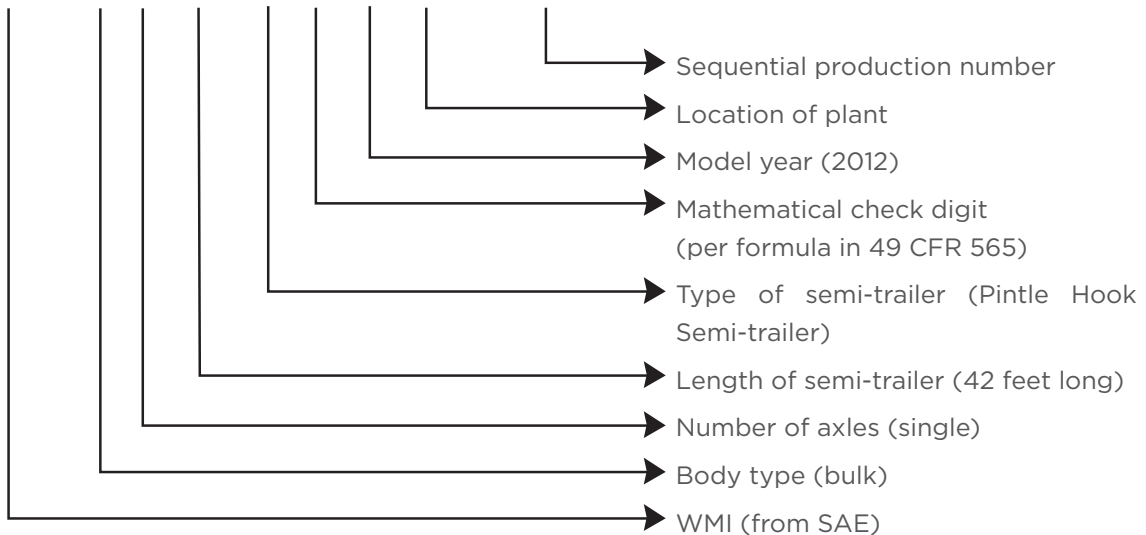 Sequential production number
Location of plant
Model year (2012)
Mathematical check digit
(per formula in 49 CFR 565)
Type of semi-trailer (Pintle Hook
Semi-trailer)
Length of semi-trailer (42 feet long)
Number of axles (single)
Body type (bulk)
WMI (from SAE)